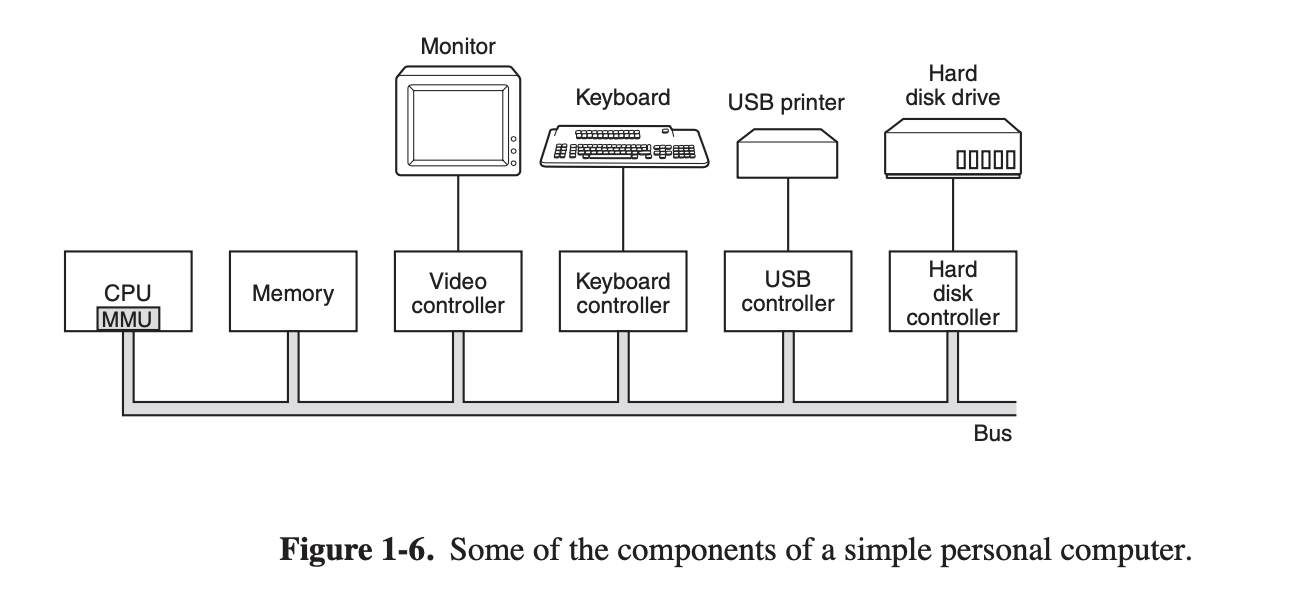 Monitor
Keyboard
USB printer
Hard
disk drive
CPU
MMU
Memory
Video
controller
Keyboard
controller
USB
controller
Hard
disk
controller
Bus
Figure 1-6. Some of the components of a simple personal computer.